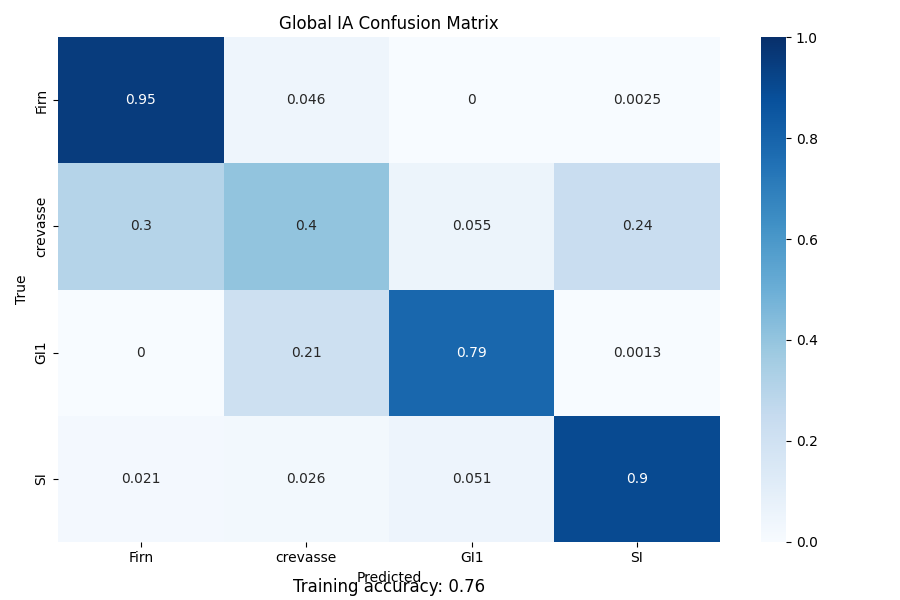 Global IA Confusion Matrix
1.0
Firn 0.95 0.046 0 0.0025
0.8
crevasse 0.3 0.4 0.055 0.24
0.6
True
GI1 0 0.21 0.79 0.0013
0.4
0.2
SI 0.021 0.026 0.051 0.9
0.0
Firn crevasse GI1 SI
Predicted
Training accuracy: 0.76